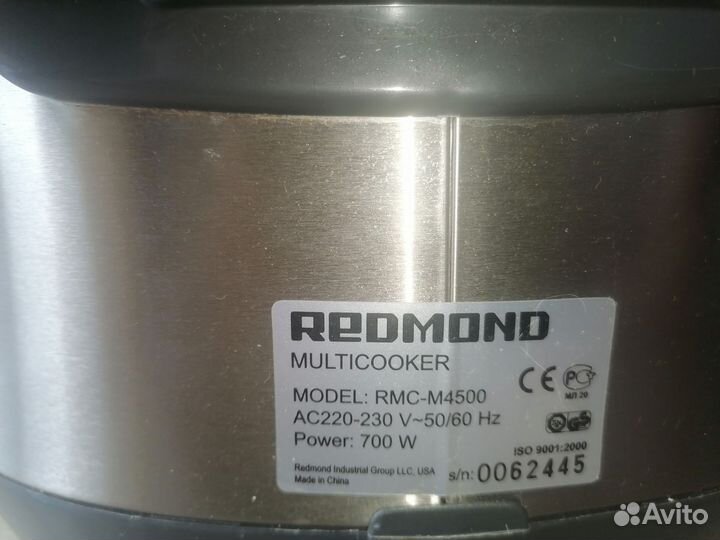 REDMOND
MULTICOOKER
MODEL: RMC-M4500
AC220-230 V~50/60 Hz
Power: 700 W
CE
МЛ 20
ISO 9001:2000
Redmond Industrial Group LLC, USA
Made in China
s/n: 0062445
Avito